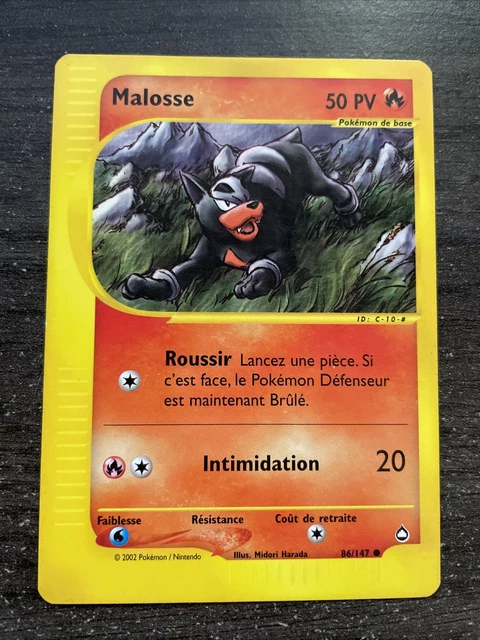 Malosse 50 PV
Pokémon de base
ID: C-10-#
Roussir Lancez une pièce. Si
c'est face, le Pokémon Défenseur
est maintenant Brûlé.
Intimidation 20
Faiblesse Résistance Coût de retraite
© 2002 Pokémon / Nintendo Illus. Midori Harada 86/147